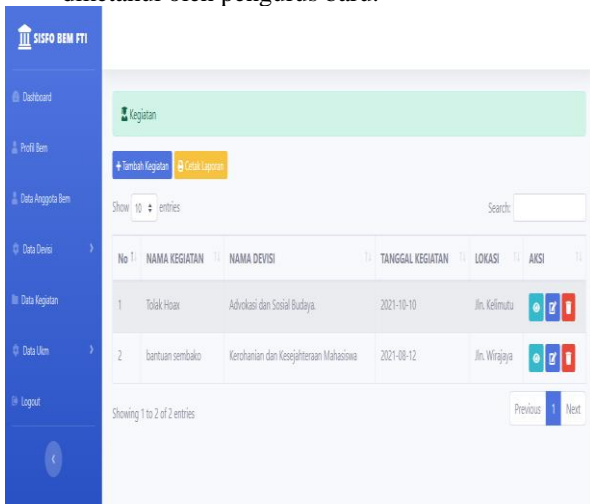 SISFO BEM FTI
Dashboard
Profil Bem
Data Anggota Bem
Data Devisi
Data Kegiatan
Data Ukm
Logout
Kegiatan
+Tambah Kegiatan Cetak Laporan
Show 10 entries Search:
No NAMA KEGIATAN NAMA DEVISI TANGGAL KEGIATAN LOKASI AKSI
1 Tolak Hoax Advokasi dan Sosial Budaya. 2021-10-10 Jln. Kelimutu
2 bantuan sembako Kerohanian dan Kesejahteraan Mahasiswa 2021-08-12 Jln. Wirajaya
Showing 1 to 2 of 2 entries
Previous 1 Next